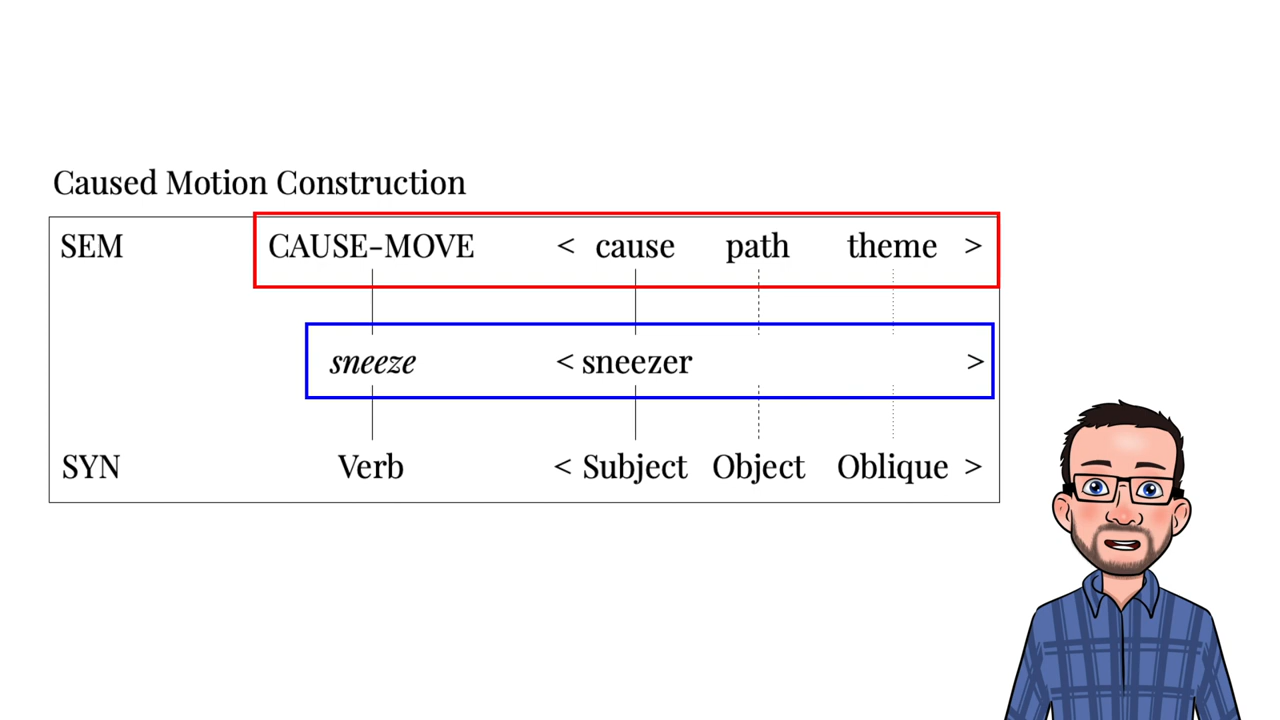 Caused Motion Construction
SEM CAUSE-MOVE < cause path theme >
sneeze < sneezer >
SYN Verb < Subject Object Oblique >